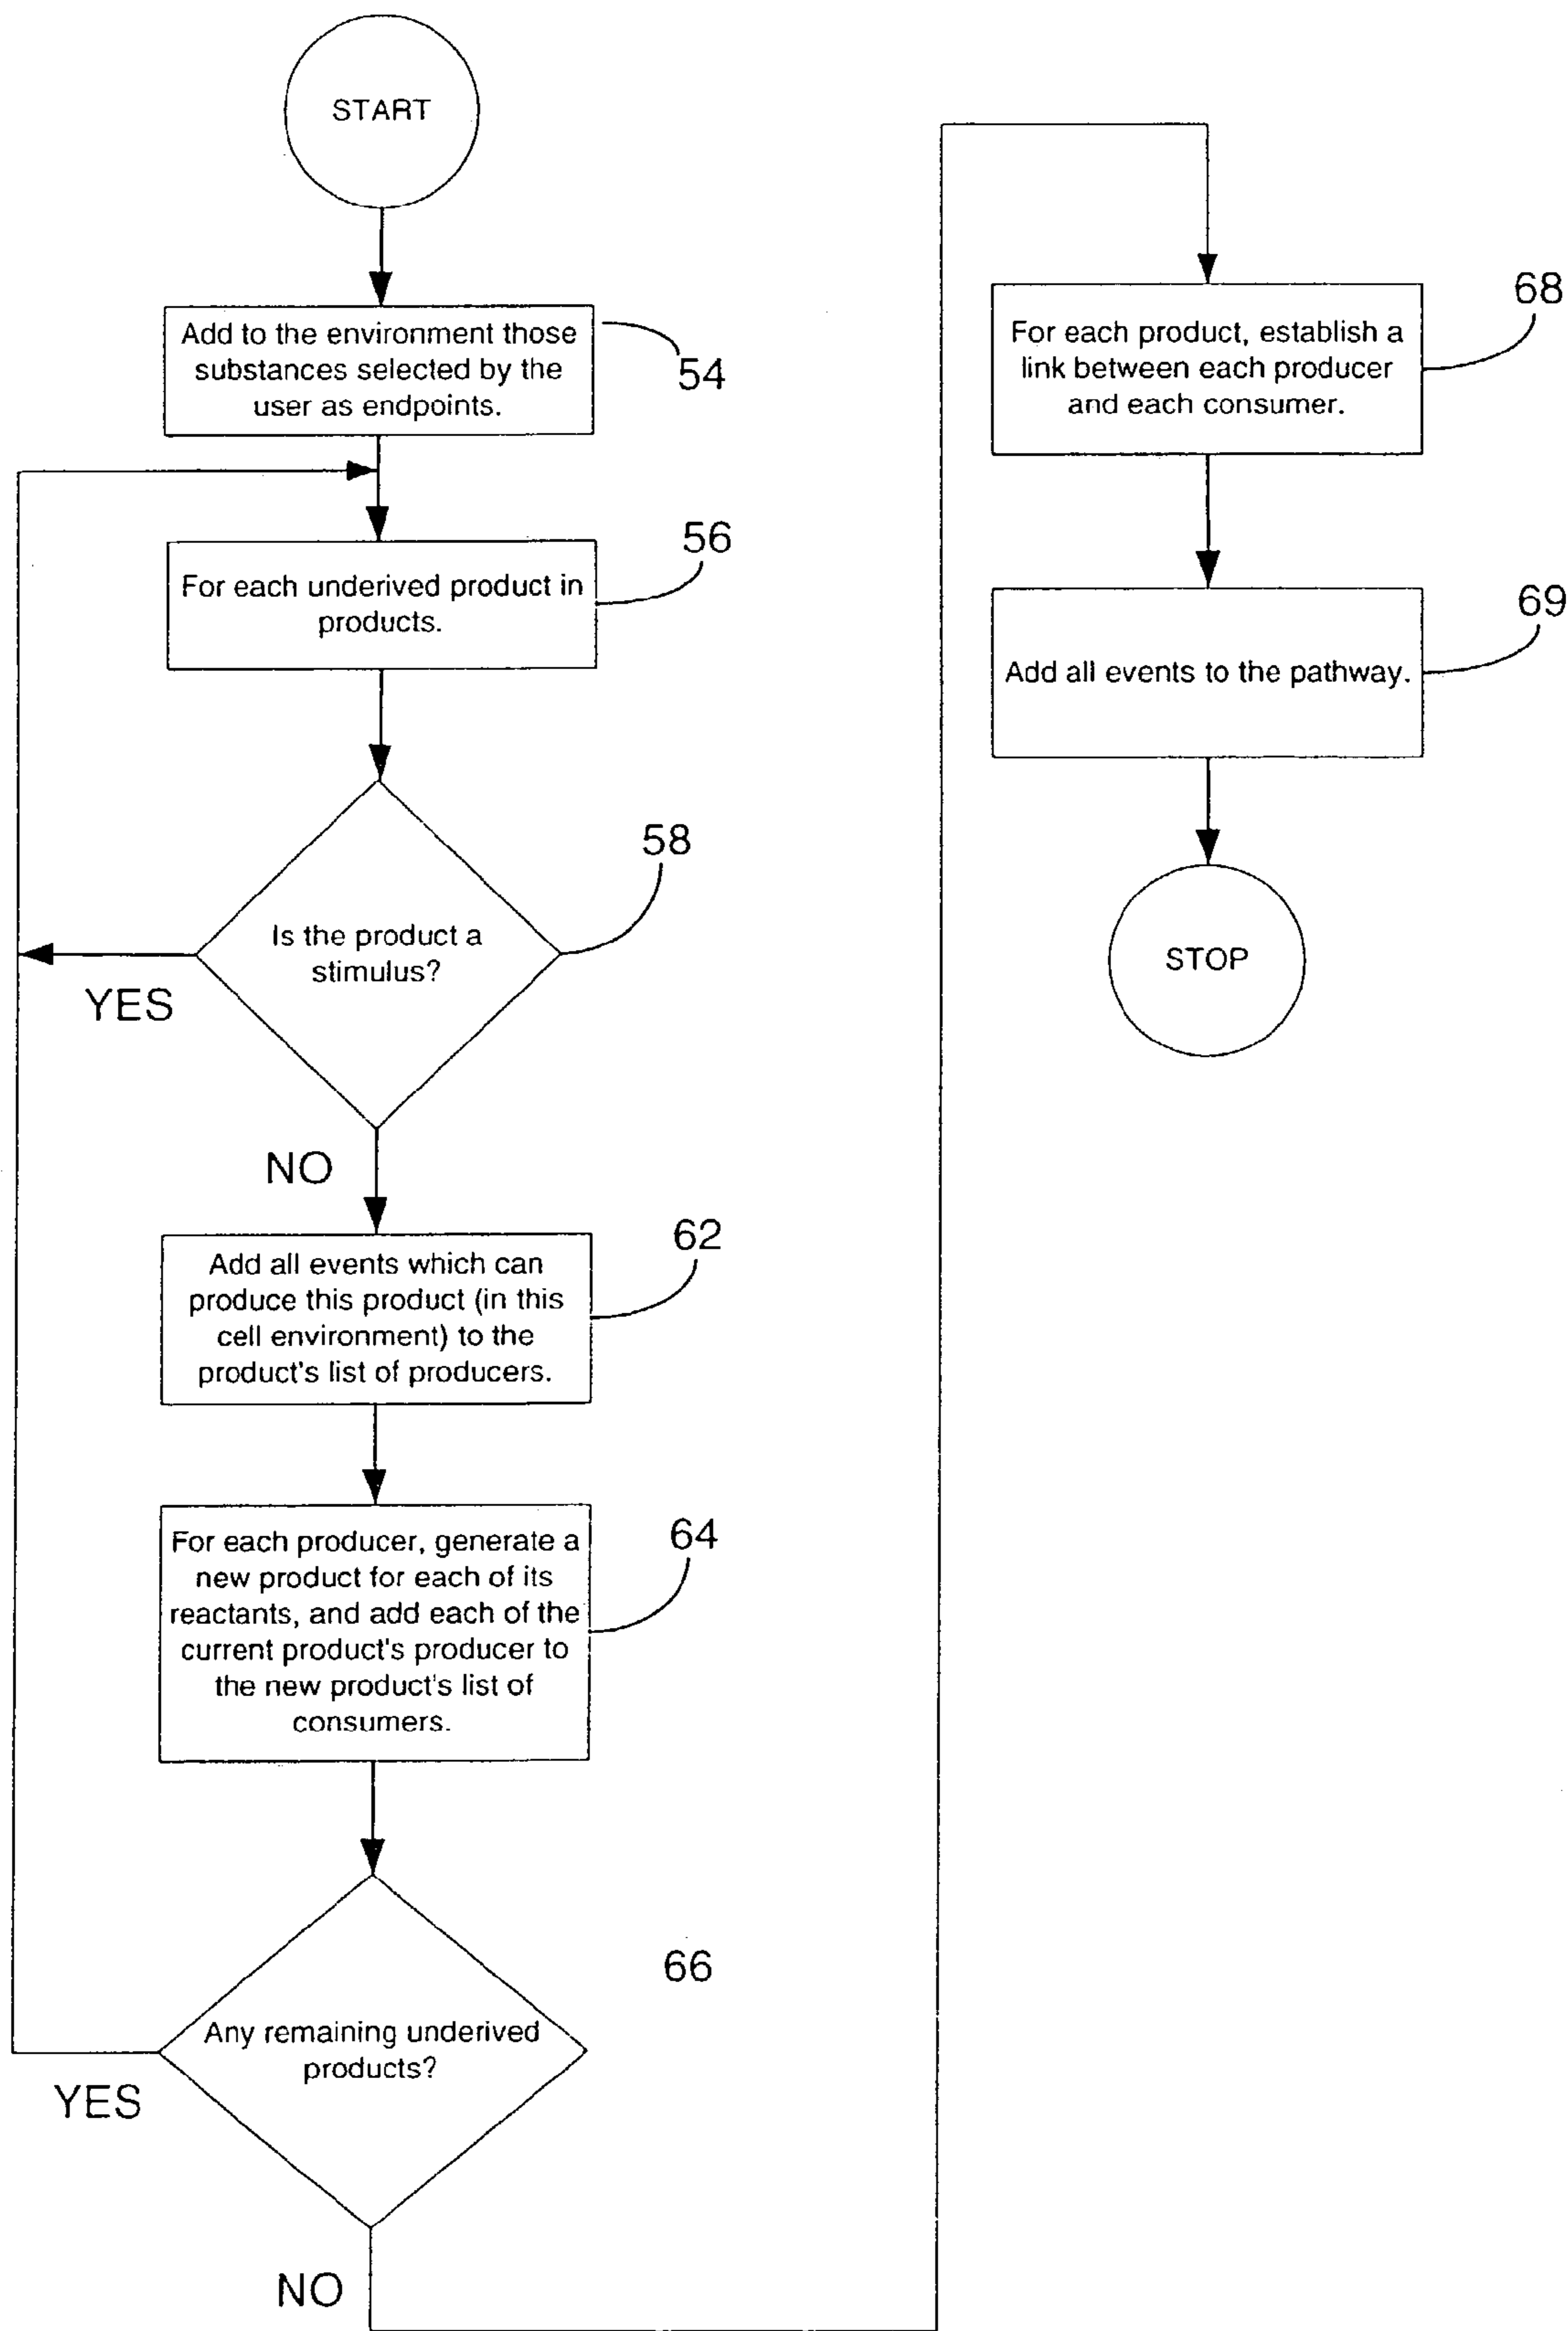 START
Add to the environment those
substances selected by the
user as endpoints.
54
For each underived product in
products.
56
Is the product a
stimulus?
58
YES
NO
Add all events which can
produce this product (in this
cell environment) to the
product's list of producers.
62
For each producer, generate a
new product for each of its
reactants, and add each of the
current product's producer to
the new product's list of
consumers.
64
Any remaining underived
products?
66
YES
NO
For each product, establish a
link between each producer
and each consumer.
68
Add all events to the pathway.
69
STOP